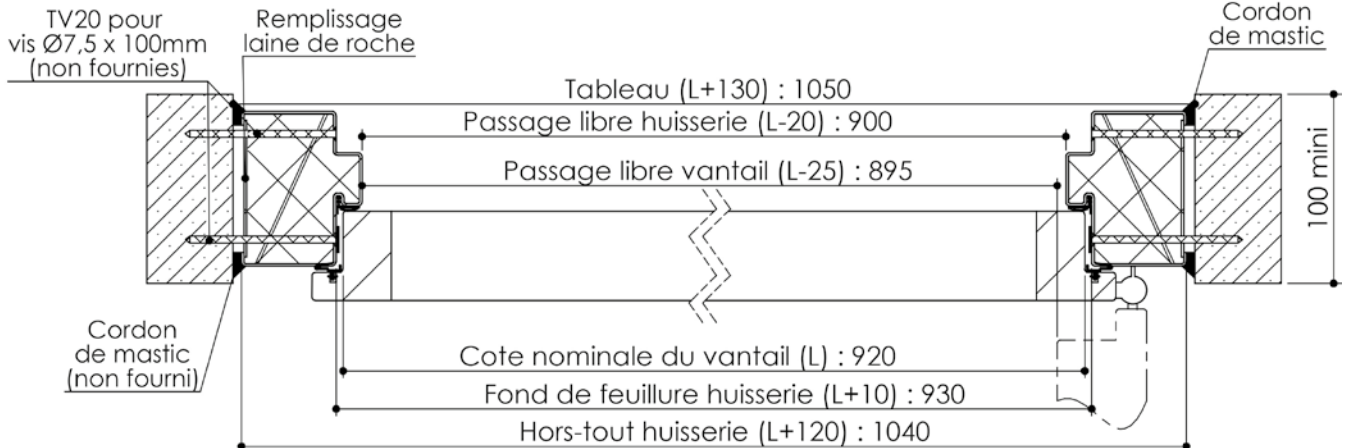 TV20 pour
vis Ø7,5 x 100mm
(non fournies)
Remplissage
laine de roche
Cordon
de mastic
Tableau (L+130) : 1050
Passage libre huisserie (L-20) : 900
Passage libre vantail (L-25) : 895
100 mini
Cordon
de mastic
(non fourni)
Cote nominale du vantail (L) : 920
Fond de feuillure huisserie (L+10) : 930
Hors-tout huisserie (L+120) : 1040